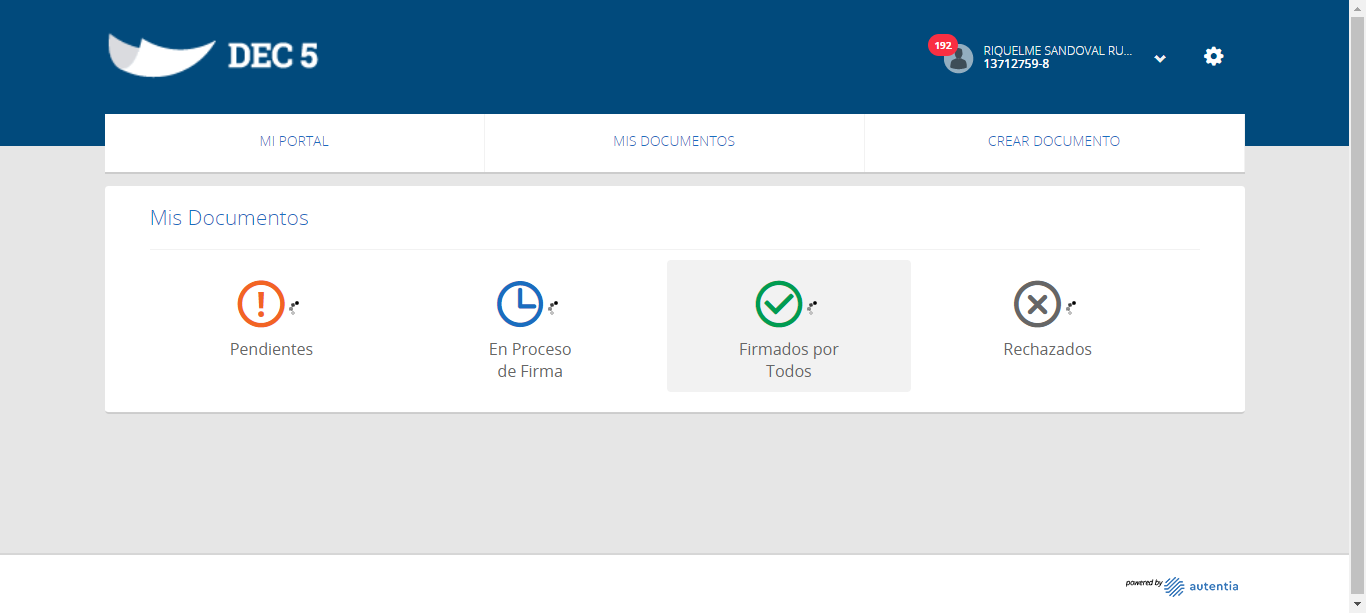 DEC 5
192
RIQUELME SANDOVAL RU...
13712759-8
MI PORTAL
MIS DOCUMENTOS
CREAR DOCUMENTO
Mis Documentos
Pendientes
En Proceso
de Firma
Firmados por
Todos
Rechazados
powered by autentia